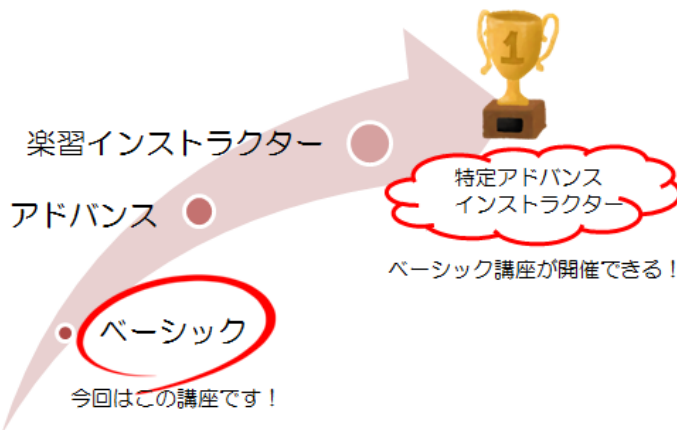 1
楽習インストラクター
特定アドバンス
インストラクター
アドバンス
ベーシック講座が開催できる！
ベーシック
今回はこの講座です！